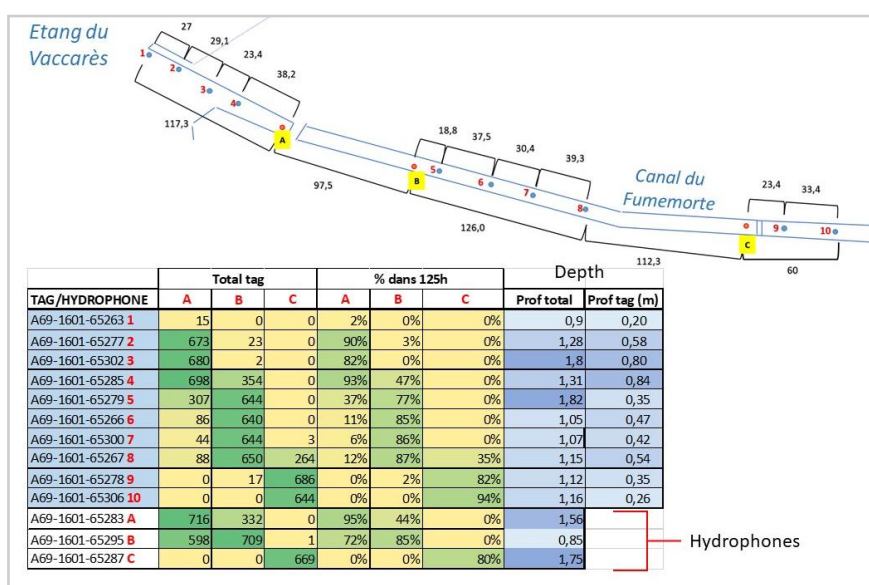 Etang du
Vaccarès
27
29,1
23,4
38,2
1
2
3
4
117,3
A
97,5
B
18,8
37,5
30,4
39,3
5
6
7
8
126,0
Canal du
Fumemorte
112,3
23,4
33,4
C
9
10
60
Total tag % dans 125h Depth
TAG/HYDROPHONE A B C A B C Prof total Prof tag (m)
A69-1601-65263 1 15 0 0 2% 0% 0% 0,9 0,20
A69-1601-65277 2 673 23 0 90% 3% 0% 1,28 0,58
A69-1601-65302 3 680 2 0 82% 0% 0% 1,8 0,80
A69-1601-65285 4 698 354 0 93% 47% 0% 1,31 0,84
A69-1601-65279 5 307 644 0 37% 77% 0% 1,82 0,35
A69-1601-65266 6 86 640 0 11% 85% 0% 1,05 0,47
A69-1601-65300 7 44 644 3 6% 86% 0% 1,07 0,42
A69-1601-65267 8 88 650 264 12% 87% 35% 1,15 0,54
A69-1601-65278 9 0 17 686 0% 2% 82% 1,12 0,35
A69-1601-65306 10 0 0 644 0% 0% 94% 1,16 0,26
A69-1601-65283 A 716 332 0 95% 44% 0% 1,56
A69-1601-65295 B 598 709 1 72% 85% 0% 0,85
A69-1601-65287 C 0 0 669 0% 0% 80% 1,75
Hydrophones